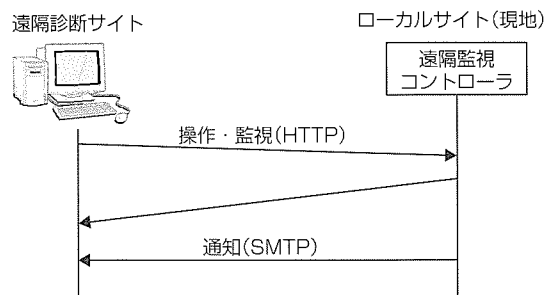 遠隔診断サイト
ローカルサイト(現地)
遠隔監視
コントローラ
操作・監視(HTTP)
通知(SMTP)